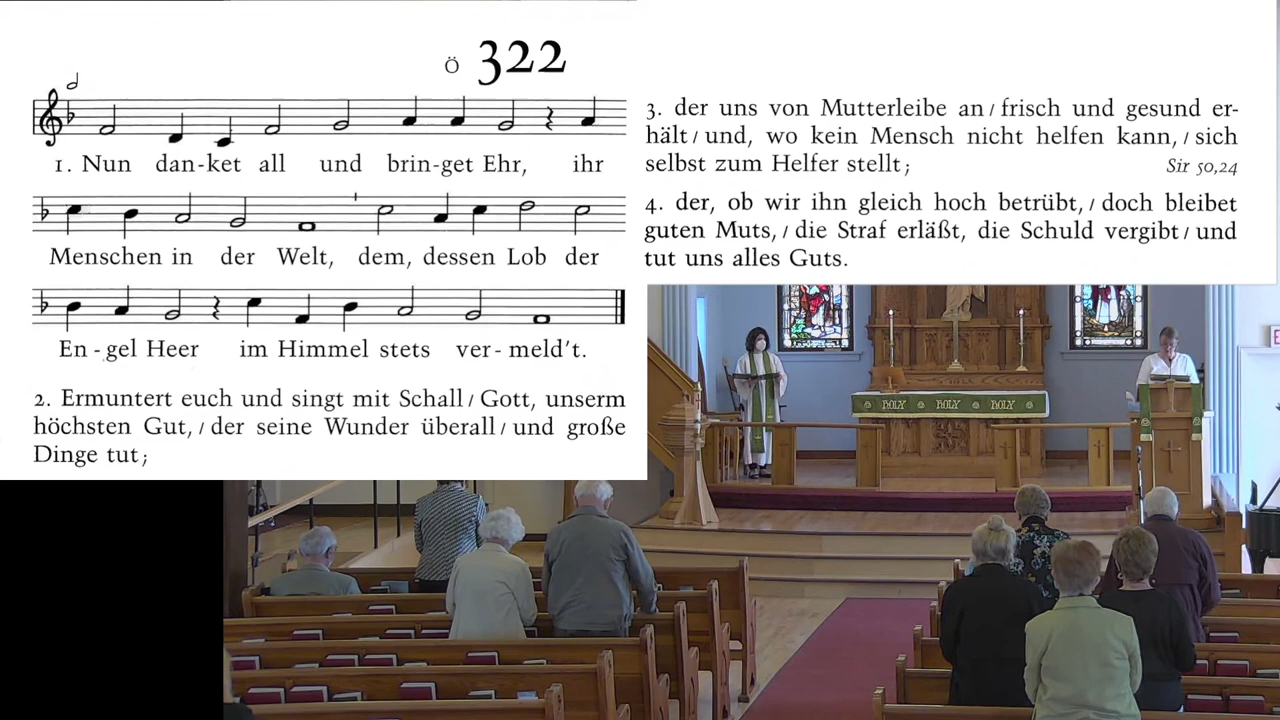 Ö 322
1. Nun dan-ket all und brin-get Ehr, ihr
Menschen in der Welt, dem, dessen Lob der
En-gel Heer im Himmel stets ver-meld't.
2. Ermuntert euch und singt mit Schall / Gott, unserm
höchsten Gut, / der seine Wunder überall / und große
Dinge tut;
3. der uns von Mutterleibe an / frisch und gesund er-
hält / und, wo kein Mensch nicht helfen kann, / sich
selbst zum Helfer stellt; Sir 50,24
4. der, ob wir ihn gleich hoch betrübt, / doch bleibet
guten Muts, / die Straf erläßt, die Schuld vergibt / und
tut uns alles Guts.
HOLY HOLY HOLY